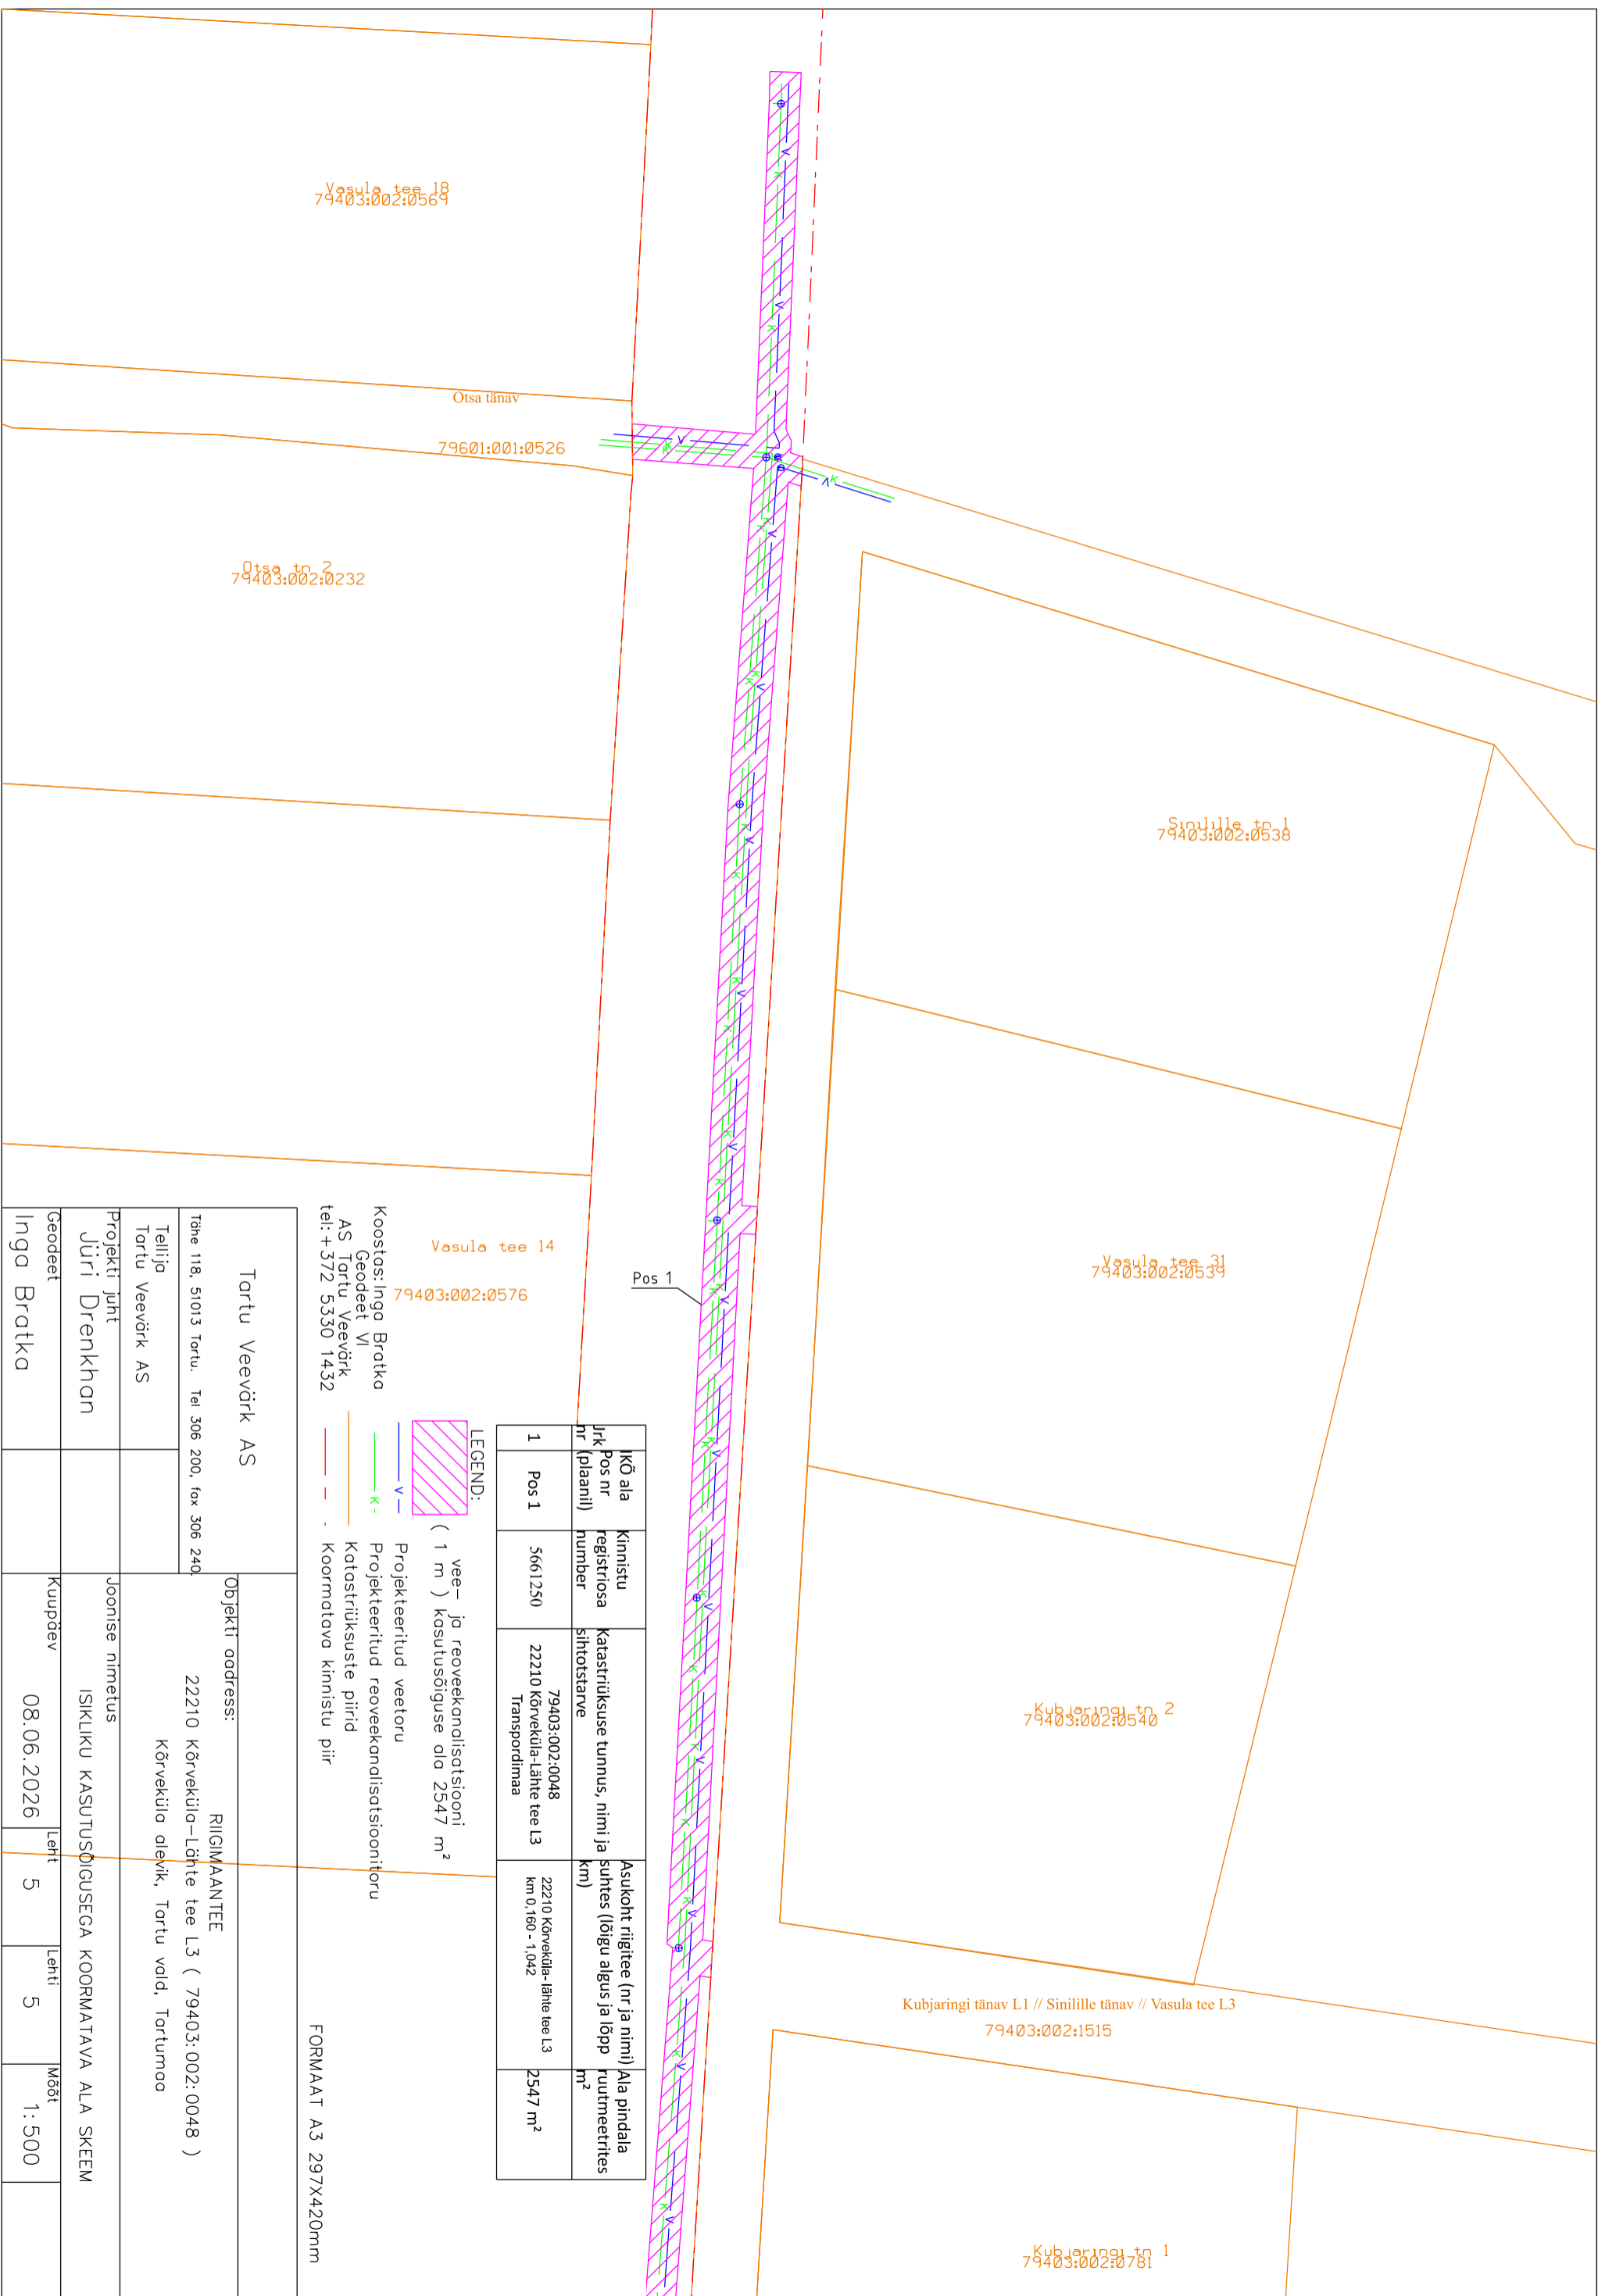 Vasula tee 18
79403:002:0569
Otsa tänav
79601:001:0526
Otsa tn 2
79403:002:0232
Sinilille tn 1
79403:002:0538
Vasula tee 31
79403:002:0539
Vasula tee 14
79403:002:0576
Pos 1
Kubjaringi tn 2
79403:002:0540
Kubjaringi tänav L1 // Sinilille tänav // Vasula tee L3
79403:002:1515
Kubjaringi tn 1
79403:002:0781
Jrk nr
IKÕ ala Pos nr (plaanil)
Kinnistu registriosa number
Katastriüksuse tunnus, nimi ja sihtotstarve
Asukoht riigitee (nr ja nimi) suhtes (lõigu algus ja lõpp km)
Ala pindala ruutmeetrites m²
1
Pos 1
5661250
79403:002:0048
22210 Kõrveküla-Lähte tee L3
Transpordimaa
22210 Kõrveküla-lähte tee L3
km 0,160 - 1,042
2547 m²
LEGEND:
vee- ja reoveekanalisatsiooni
( 1 m ) kasutusõiguse ala 2547 m²
V
Projekteeritud veetoru
K
Projekteeritud reoveekanalisatsioonitoru
Katastriüksuste piirid
Koormatava kinnistu piir
Koostas:Inga Bratka
Geodeet VI
AS Tartu Veevärk
tel:+372 5330 1432
FORMAAT A3 297X420mm
Tartu Veevärk AS
Tähe 118, 51013 Tartu. Tel 306 200, fax 306 240.
Tellija
Tartu Veevärk AS
Projekti juht
Jüri Drenkhan
Geodeet
Inga Bratka
Objekti aadress:
RIIGIMAANTEE
22210 Kõrveküla-Lähte tee L3 ( 79403:002:0048 )
Kõrveküla alevik, Tartu vald, Tartumaa
Joonise nimetus
ISIKLIKU KASUTUSÕIGUSEGA KOORMATAVA ALA SKEEM
Kuupäev
08.06.2026
Leht
5
Lehti
5
Mõõt
1:500